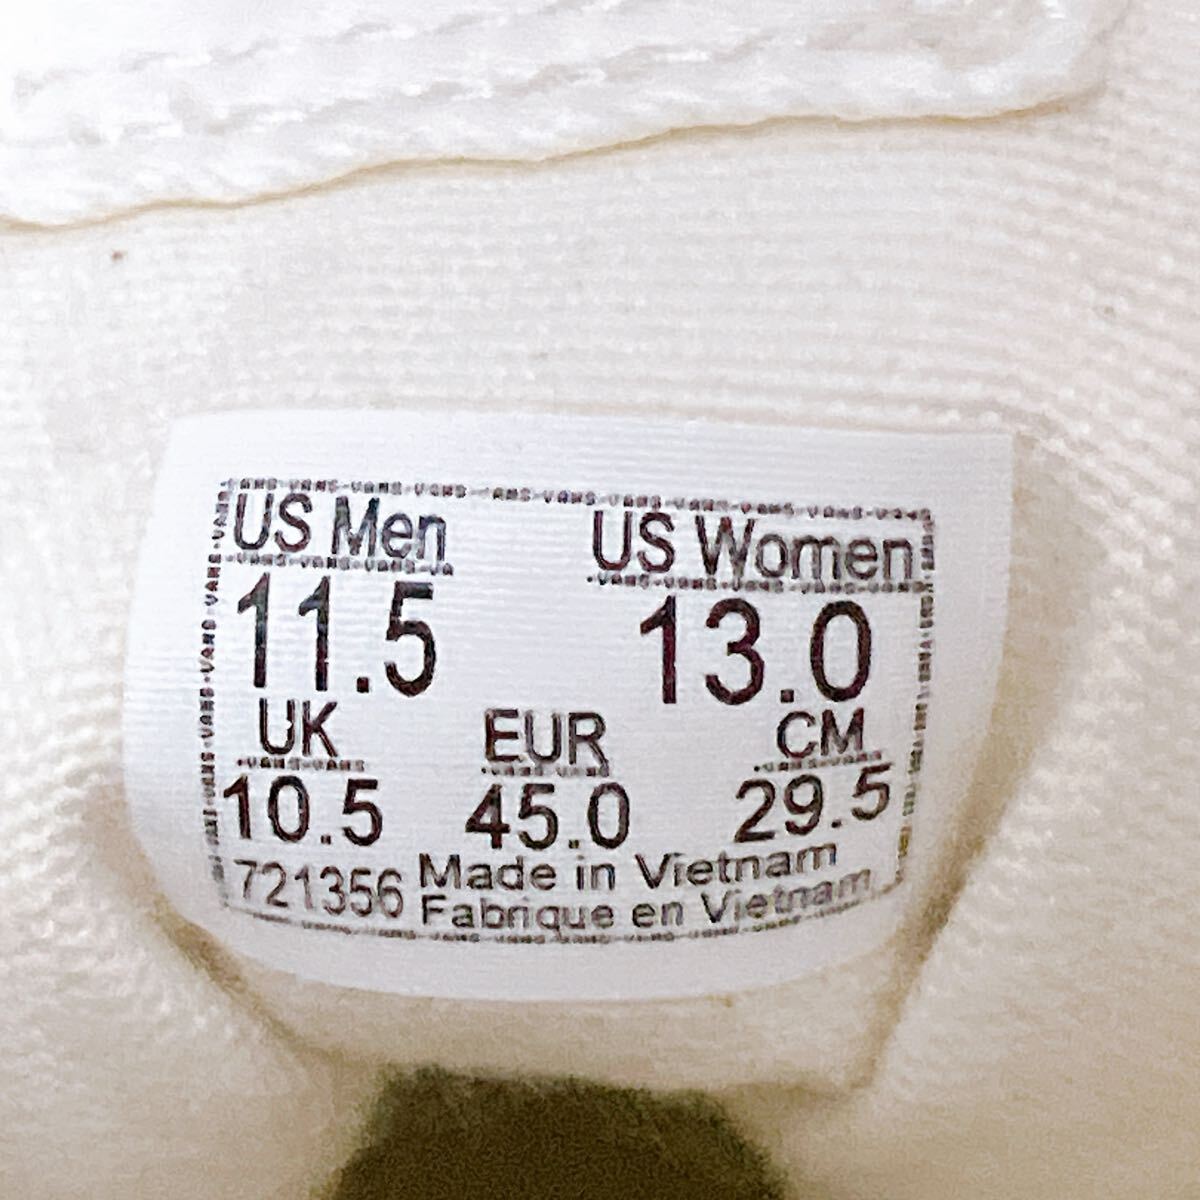 US Men US Women
11.5 13.0
UK EUR CM
10.5 45.0 29.5
721356 Made in Vietnam
Fabrique en Vietnam